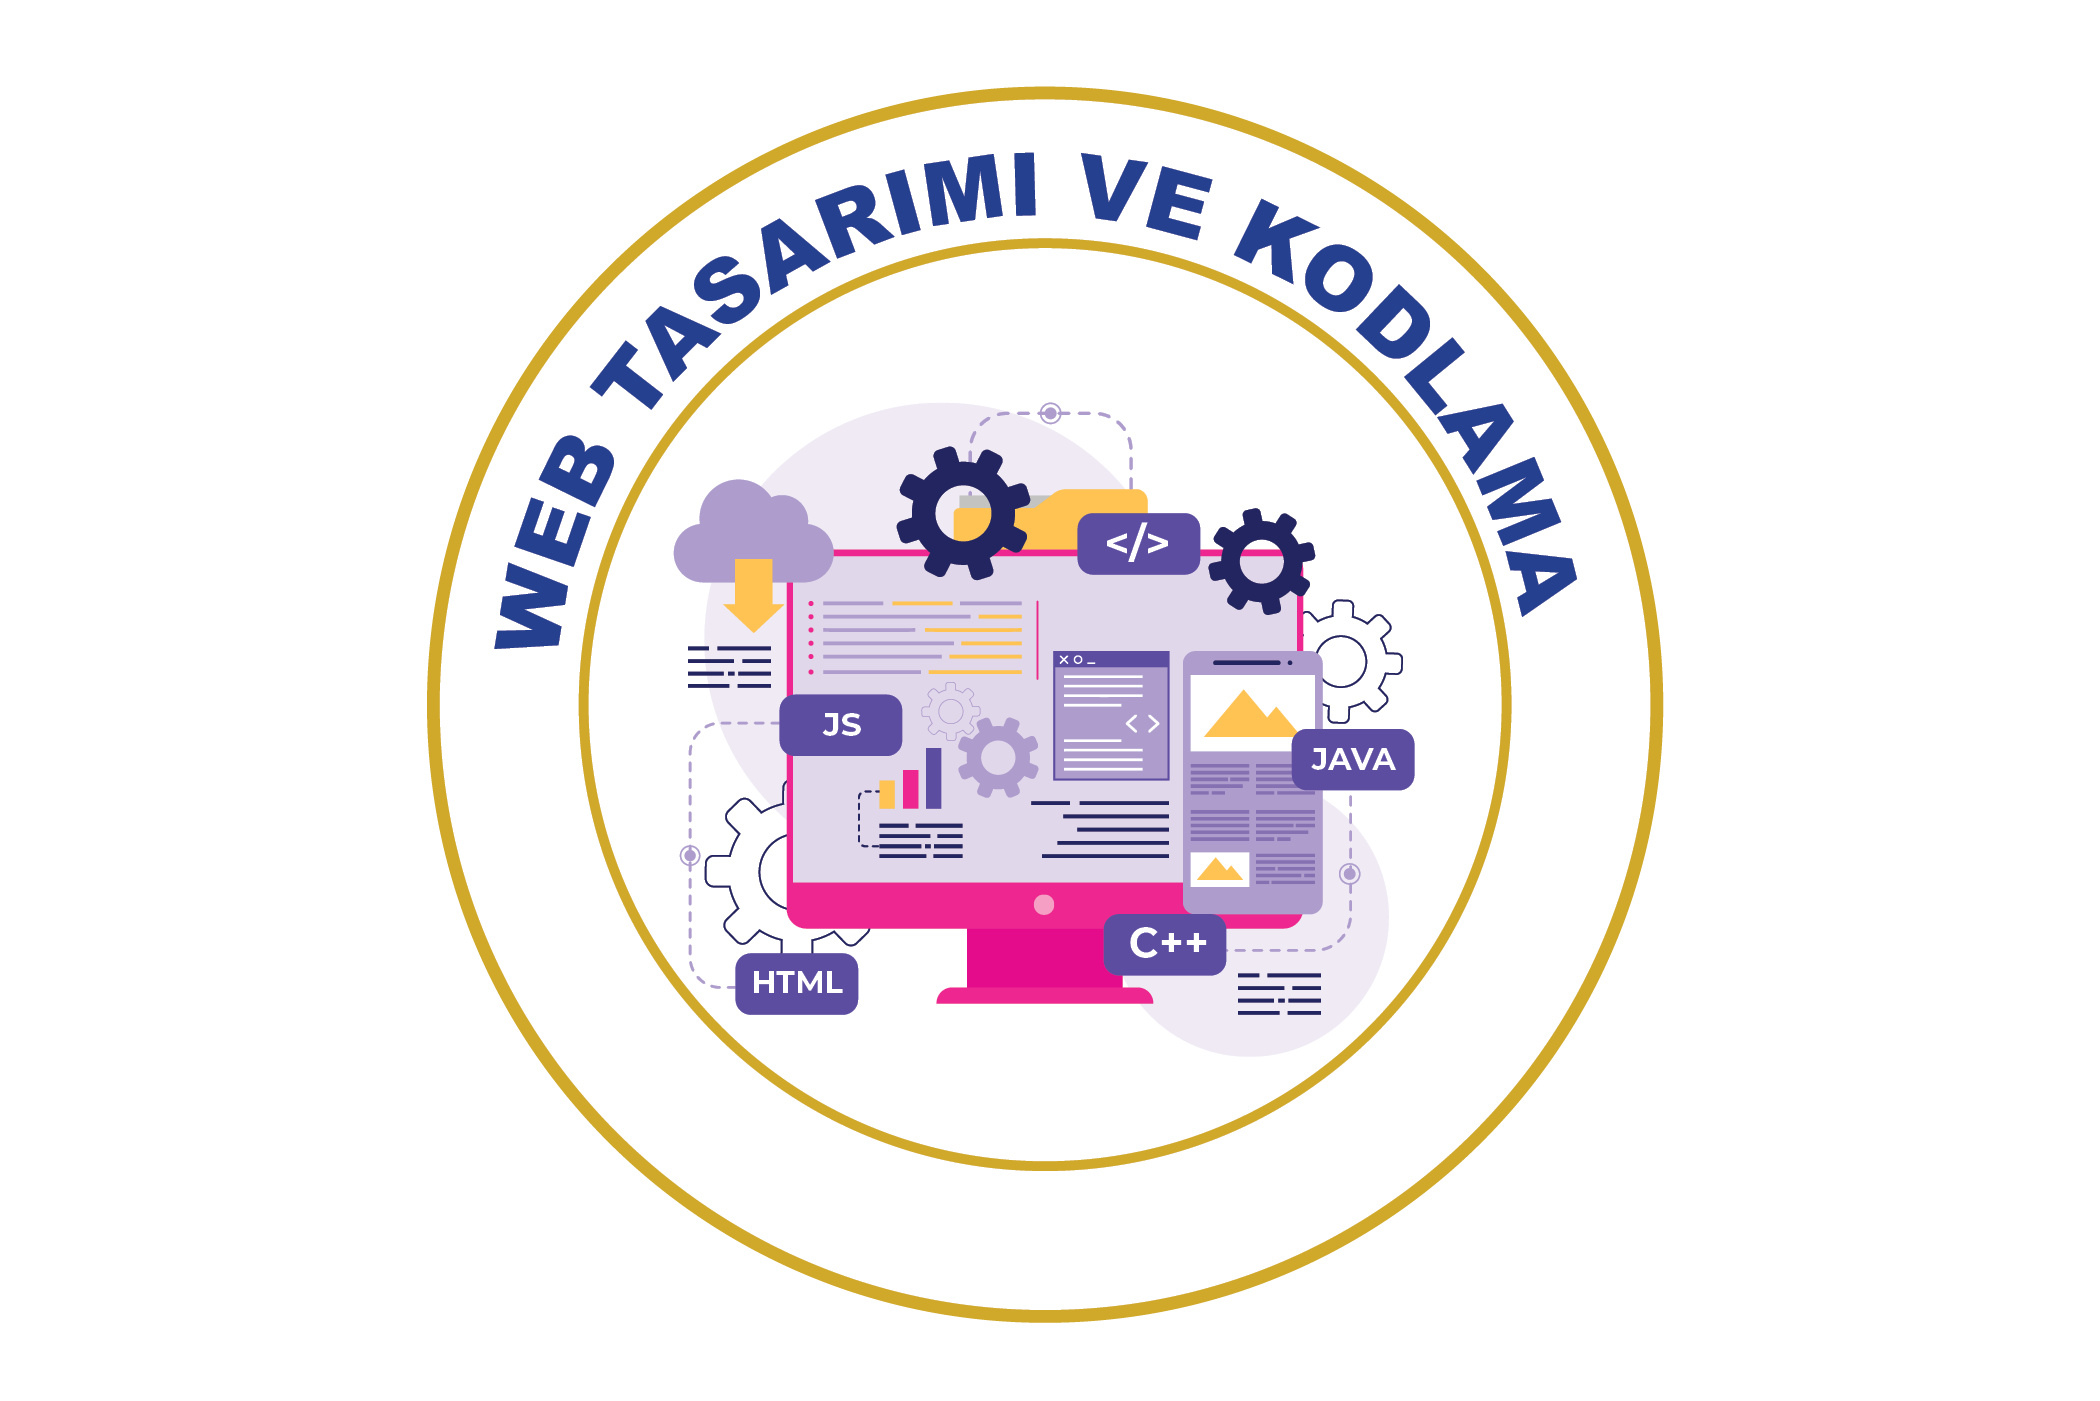 WEB TASARIMI VE KODLAMA
</>
JS
< >
JAVA
C++
HTML